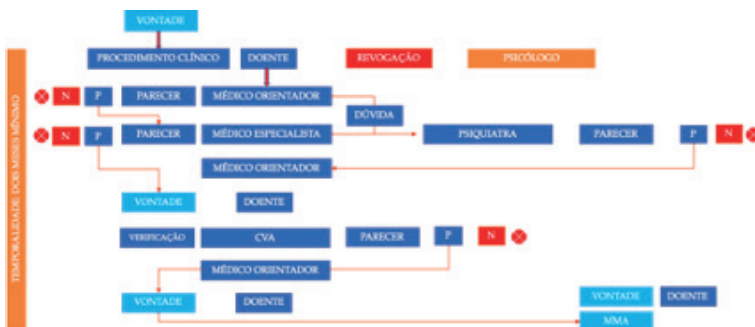 VONTADE
TEMPORALIDADE: DOIS MESES MÍNIMO
PROCEDIMENTO CLÍNICO DOENTE REVOGAÇÃO PSICÓLOGO
N P PARECER MÉDICO ORIENTADOR
DÚVIDA
N P PARECER MÉDICO ESPECIALISTA PSIQUIATRA PARECER P N
MÉDICO ORIENTADOR
VONTADE DOENTE
VERIFICAÇÃO CVA PARECER P N
MÉDICO ORIENTADOR
VONTADE DOENTE VONTADE DOENTE
MMA